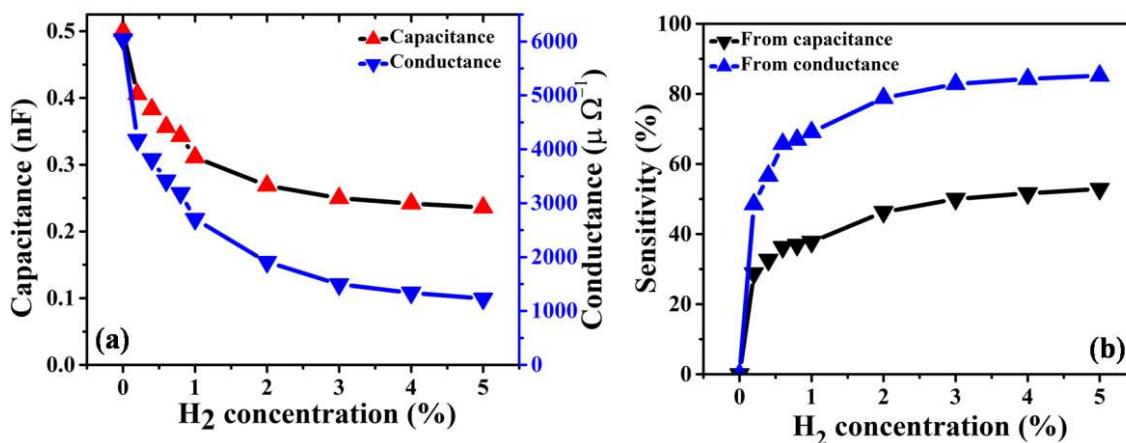 0.5
0.4
0.3
0.2
0.1
0.0
Capacitance (nF)
Capacitance
Conductance
6000
5000
4000
3000
2000
1000
0
Conductance (μ Ω⁻¹)
(a)
0 1 2 3 4 5
H₂ concentration (%)
100
80
60
40
20
0
Sensitivity (%)
From capacitance
From conductance
(b)
0 1 2 3 4 5
H₂ concentration (%)